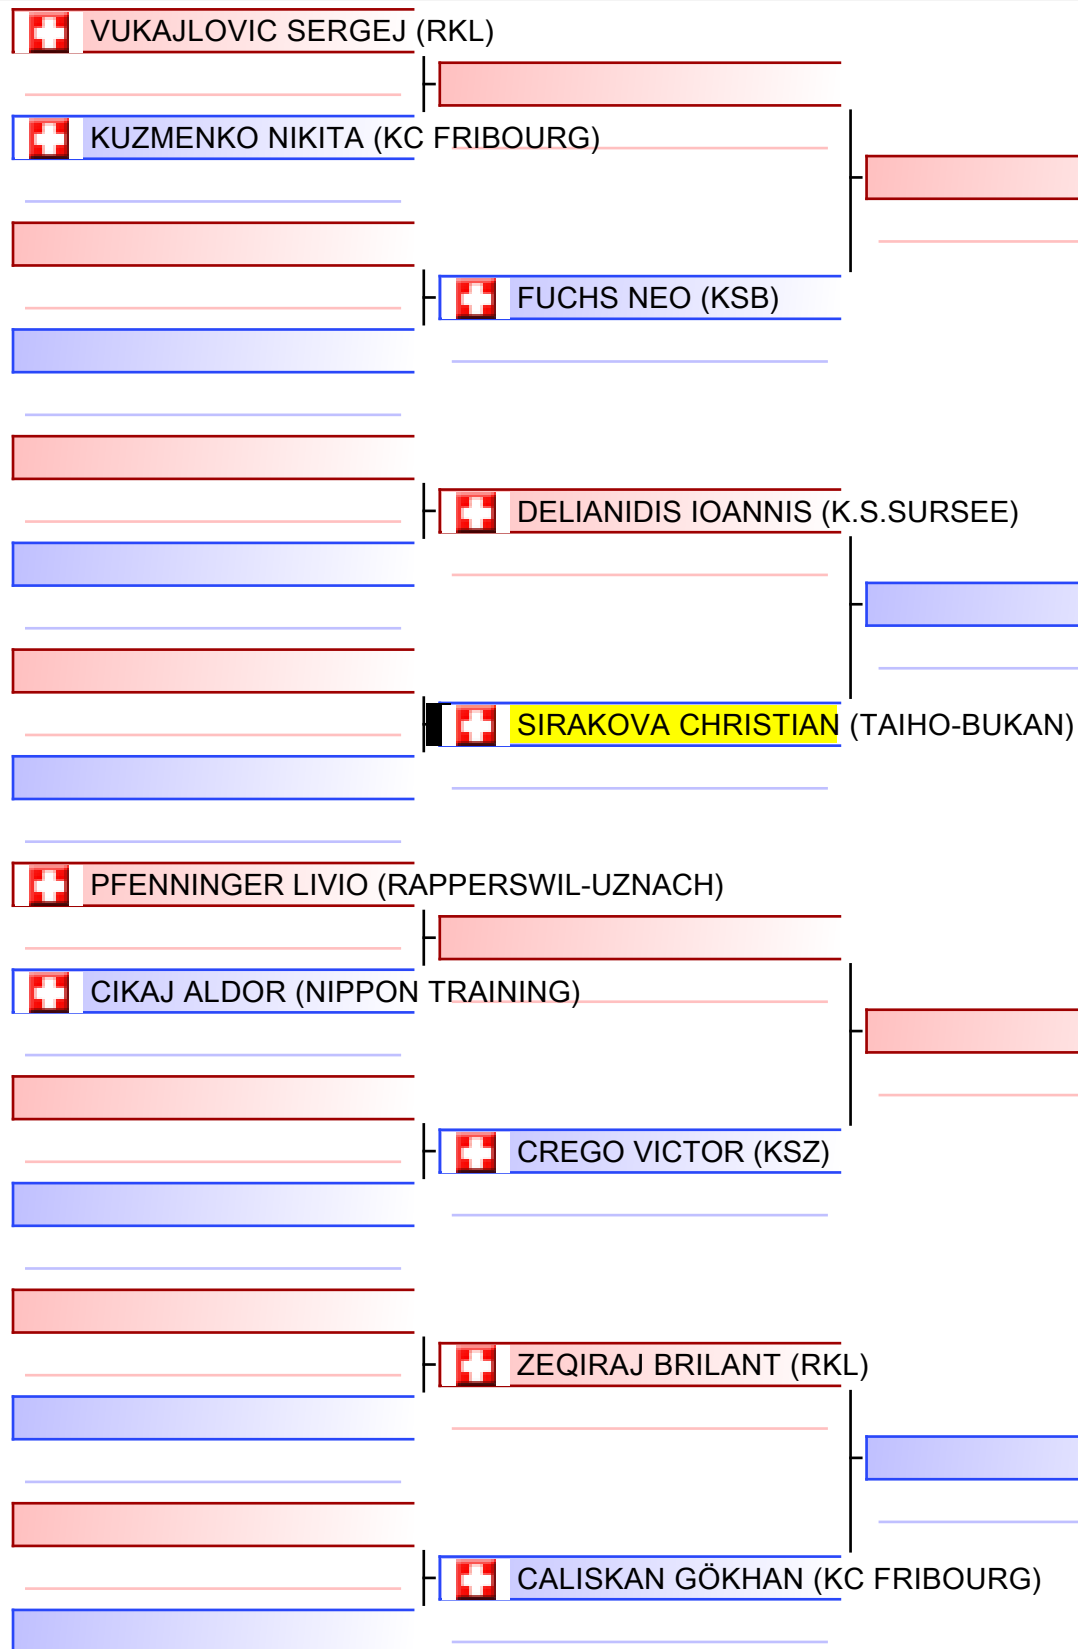 VUKAJLOVIC SERGEJ (RKL)
KUZMENKO NIKITA (KC FRIBOURG)
FUCHS NEO (KSB)
DELIANIDIS IOANNIS (K.S.SURSEE)
SIRAKOVA CHRISTIAN (TAIHO-BUKAN)
PFENNINGER LIVIO (RAPPERSWIL-UZNACH)
CIKAJ ALDOR (NIPPON TRAINING)
CREGO VICTOR (KSZ)
ZEQIRAJ BRILANT (RKL)
CALISKAN GÖKHAN (KC FRIBOURG)